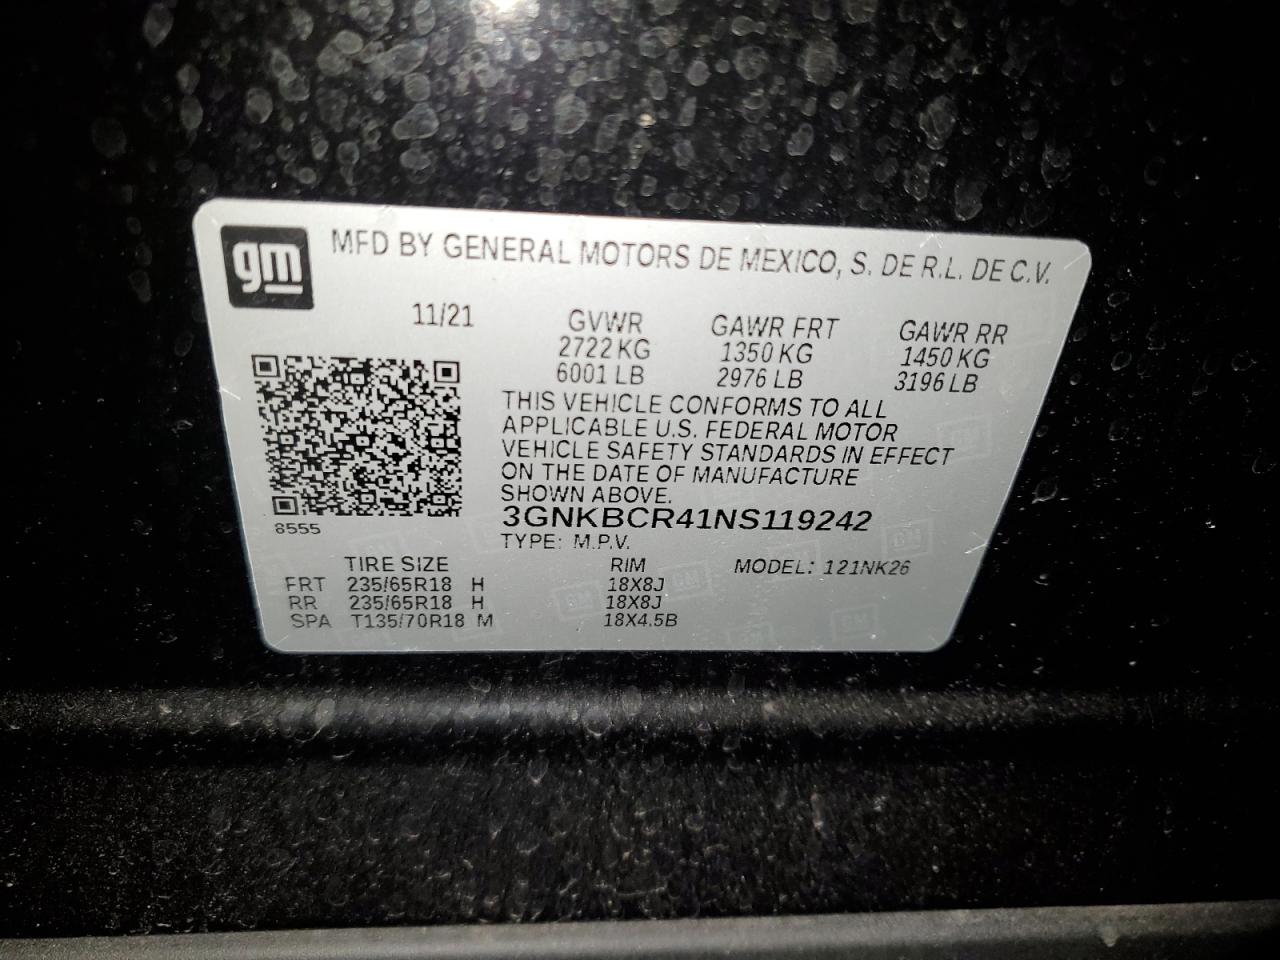 gm
MFD BY GENERAL MOTORS DE MEXICO, S. DE R.L. DE C.V.
11/21
GVWR GAWR FRT GAWR RR
2722 KG 1350 KG 1450 KG
6001 LB 2976 LB 3196 LB
THIS VEHICLE CONFORMS TO ALL
APPLICABLE U.S. FEDERAL MOTOR
VEHICLE SAFETY STANDARDS IN EFFECT
ON THE DATE OF MANUFACTURE
SHOWN ABOVE.
3GNKBCR41NS119242
8555
TYPE: M.P.V.
TIRE SIZE RIM MODEL: 121NK26
FRT 235/65R18 H 18X8J
RR 235/65R18 H 18X8J
SPA T135/70R18 M 18X4.5B